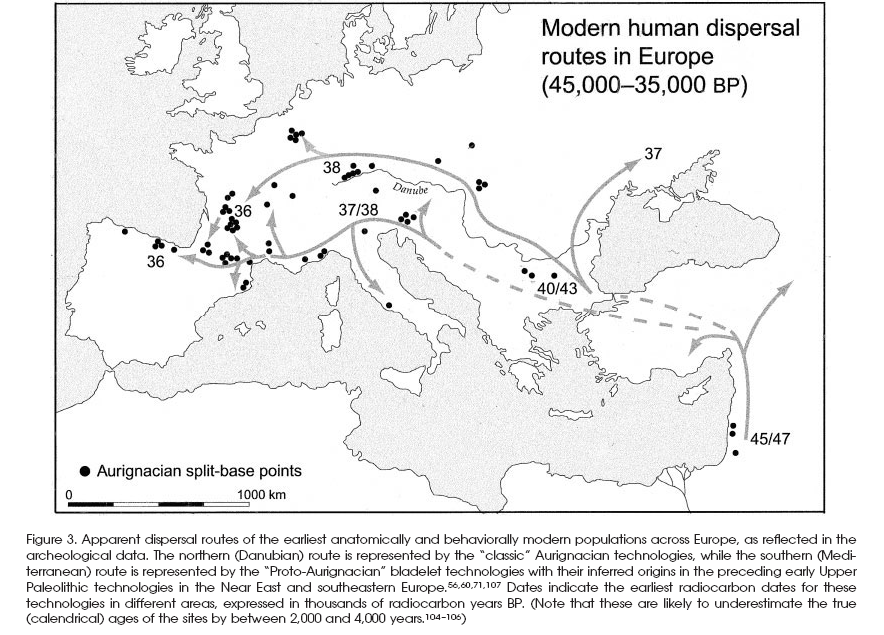 Modern human dispersal
routes in Europe
(45,000–35,000 BP)
37
38
Danube
36
37/38
36
40/43
45/47
Aurignacian split-base points
0 1000 km
Figure 3. Apparent dispersal routes of the earliest anatomically and behaviorally modern populations across Europe, as reflected in the
archeological data. The northern (Danubian) route is represented by the “classic” Aurignacian technologies, while the southern (Medi-
terranean) route is represented by the “Proto-Aurignacian” bladelet technologies with their inferred origins in the preceding early Upper
Paleolithic technologies in the Near East and southeastern Europe.56,60,71,107 Dates indicate the earliest radiocarbon dates for these
technologies in different areas, expressed in thousands of radiocarbon years BP. (Note that these are likely to underestimate the true
(calendrical) ages of the sites by between 2,000 and 4,000 years.104–106)